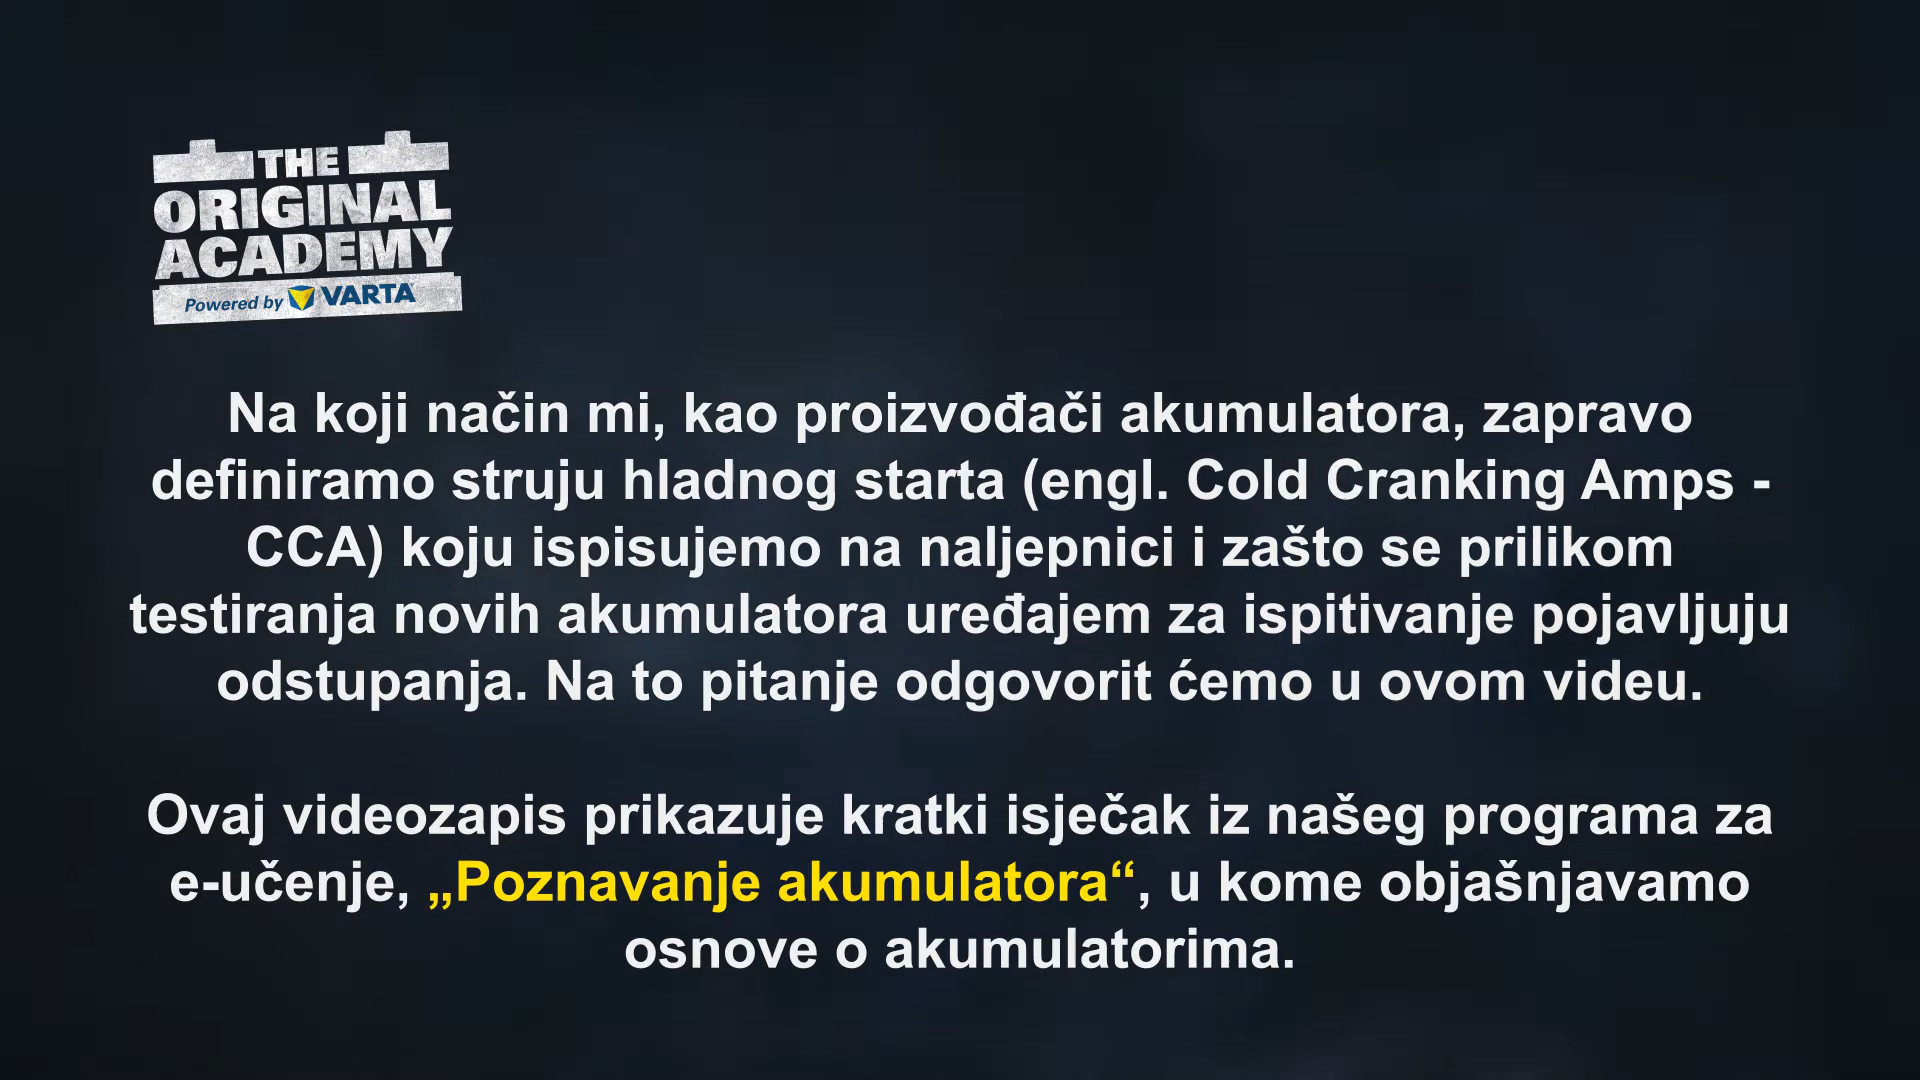 THE
ORIGINAL
ACADEMY
Powered by VARTA
Na koji način mi, kao proizvođači akumulatora, zapravo
definiramo struju hladnog starta (engl. Cold Cranking Amps -
CCA) koju ispisujemo na naljepnici i zašto se prilikom
testiranja novih akumulatora uređajem za ispitivanje pojavljuju
odstupanja. Na to pitanje odgovorit ćemo u ovom videu.
Ovaj videozapis prikazuje kratki isječak iz našeg programa za
e-učenje, „Poznavanje akumulatora“, u kome objašnjavamo
osnove o akumulatorima.